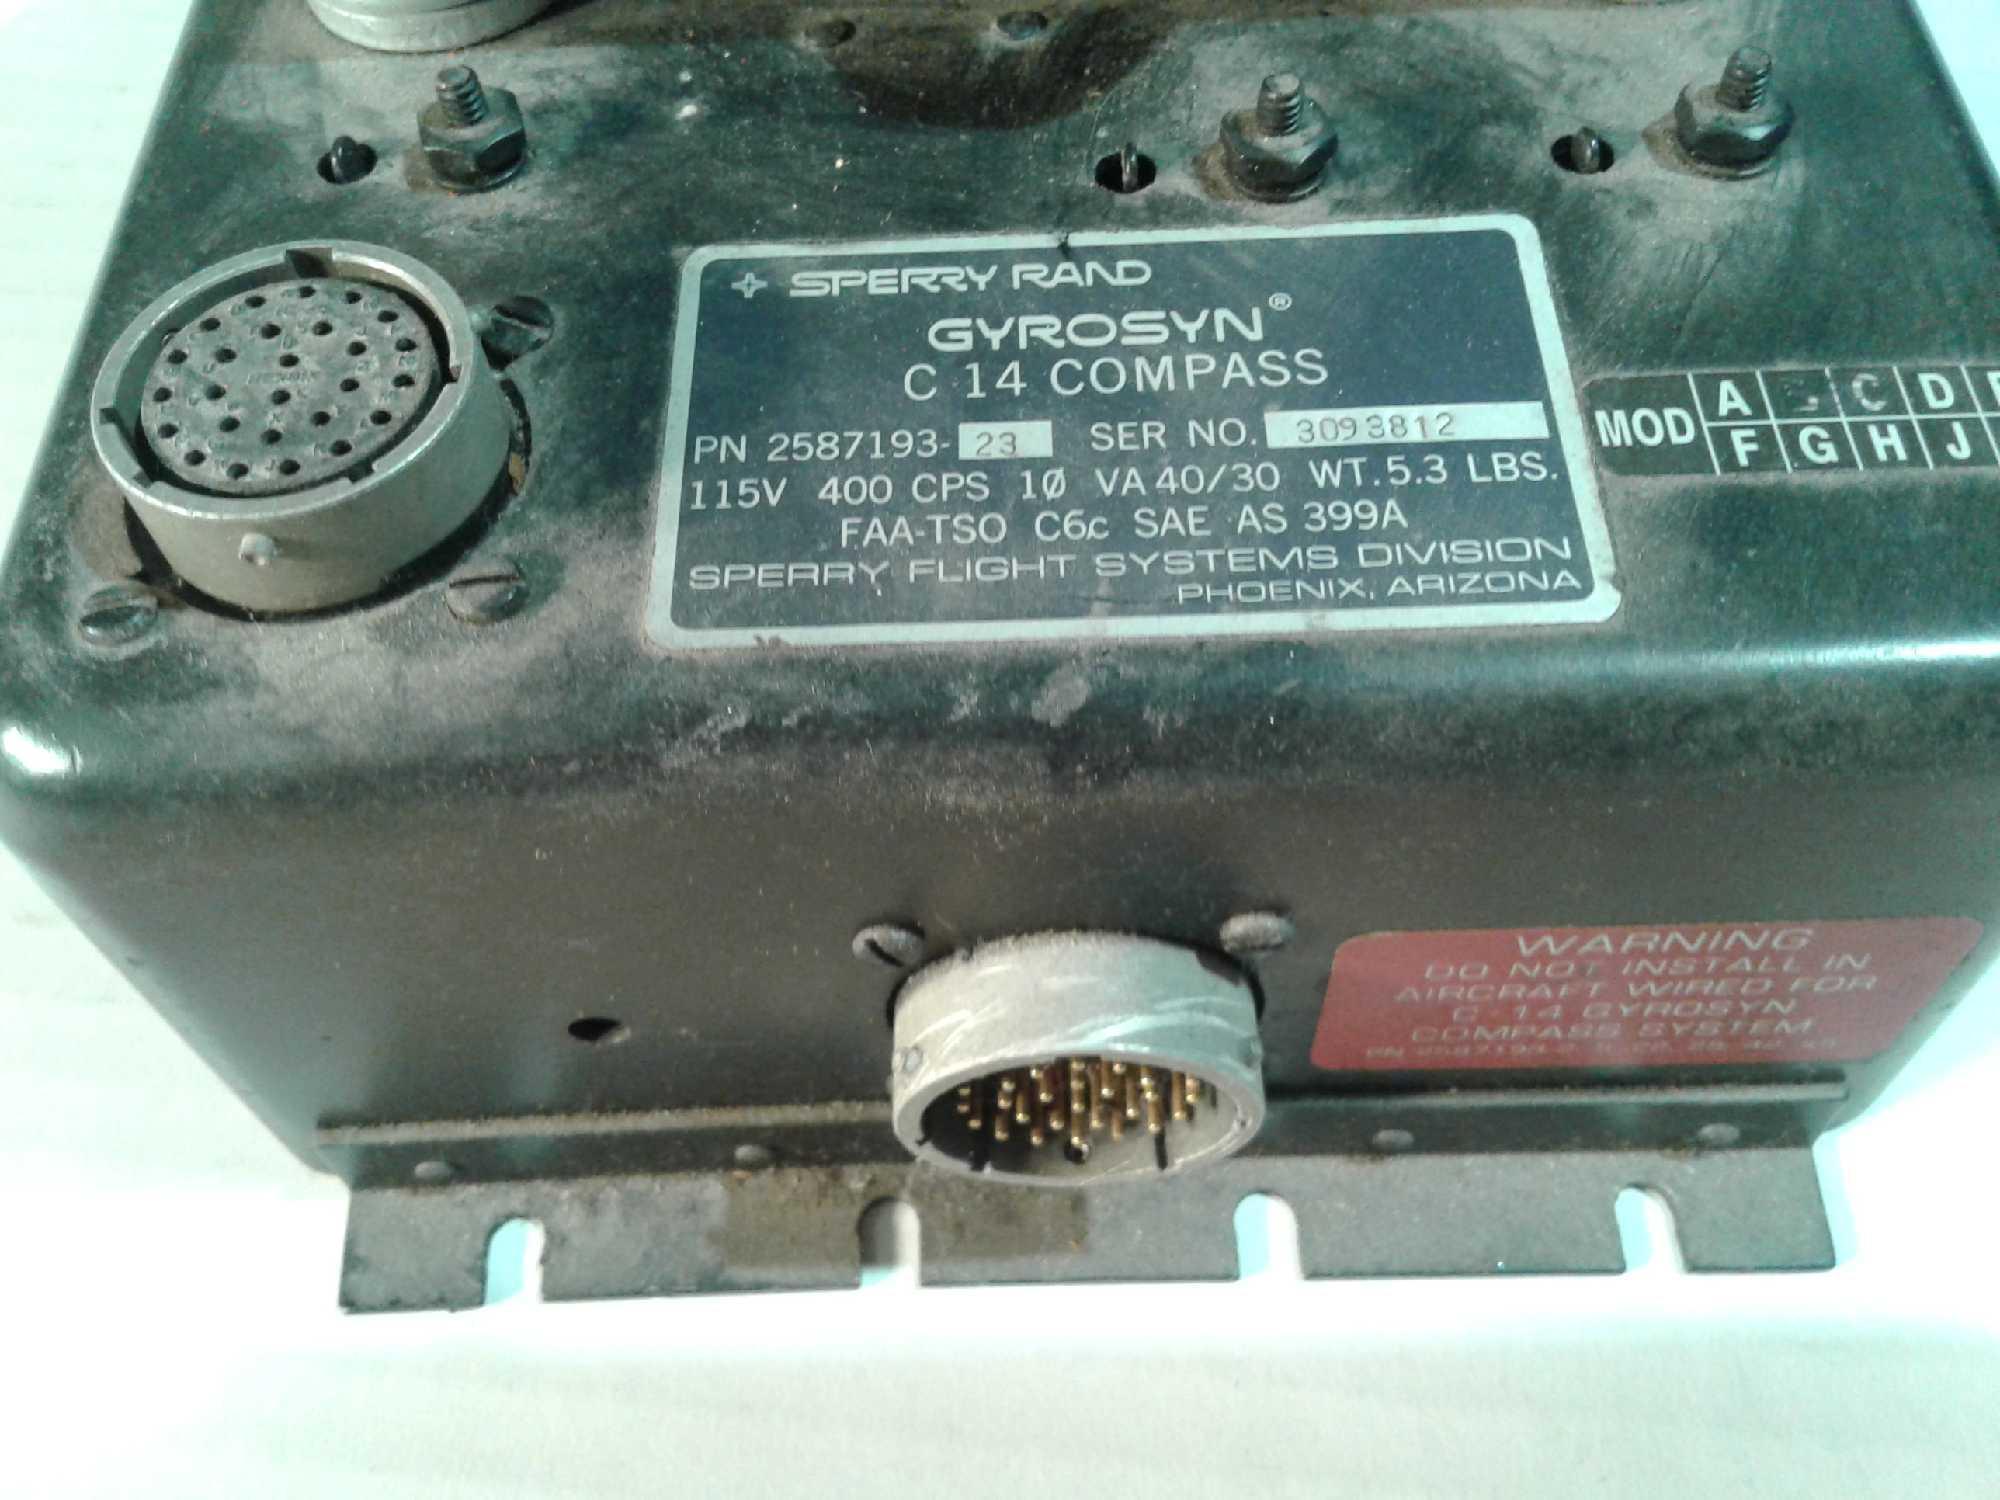 SPERRY RAND
GYROSYN®
C 14 COMPASS
PN 2587193- 23 SER NO. 3093812
115V 400 CPS 1Ø VA 40/30 WT. 5.3 LBS.
FAA-TSO C6c SAE AS 399A
SPERRY FLIGHT SYSTEMS DIVISION
PHOENIX, ARIZONA
MOD A C D
F G H J
WARNING
DO NOT INSTALL IN
AIRCRAFT WIRED FOR
C-14 GYROSYN
COMPASS SYSTEM
PN 2587193